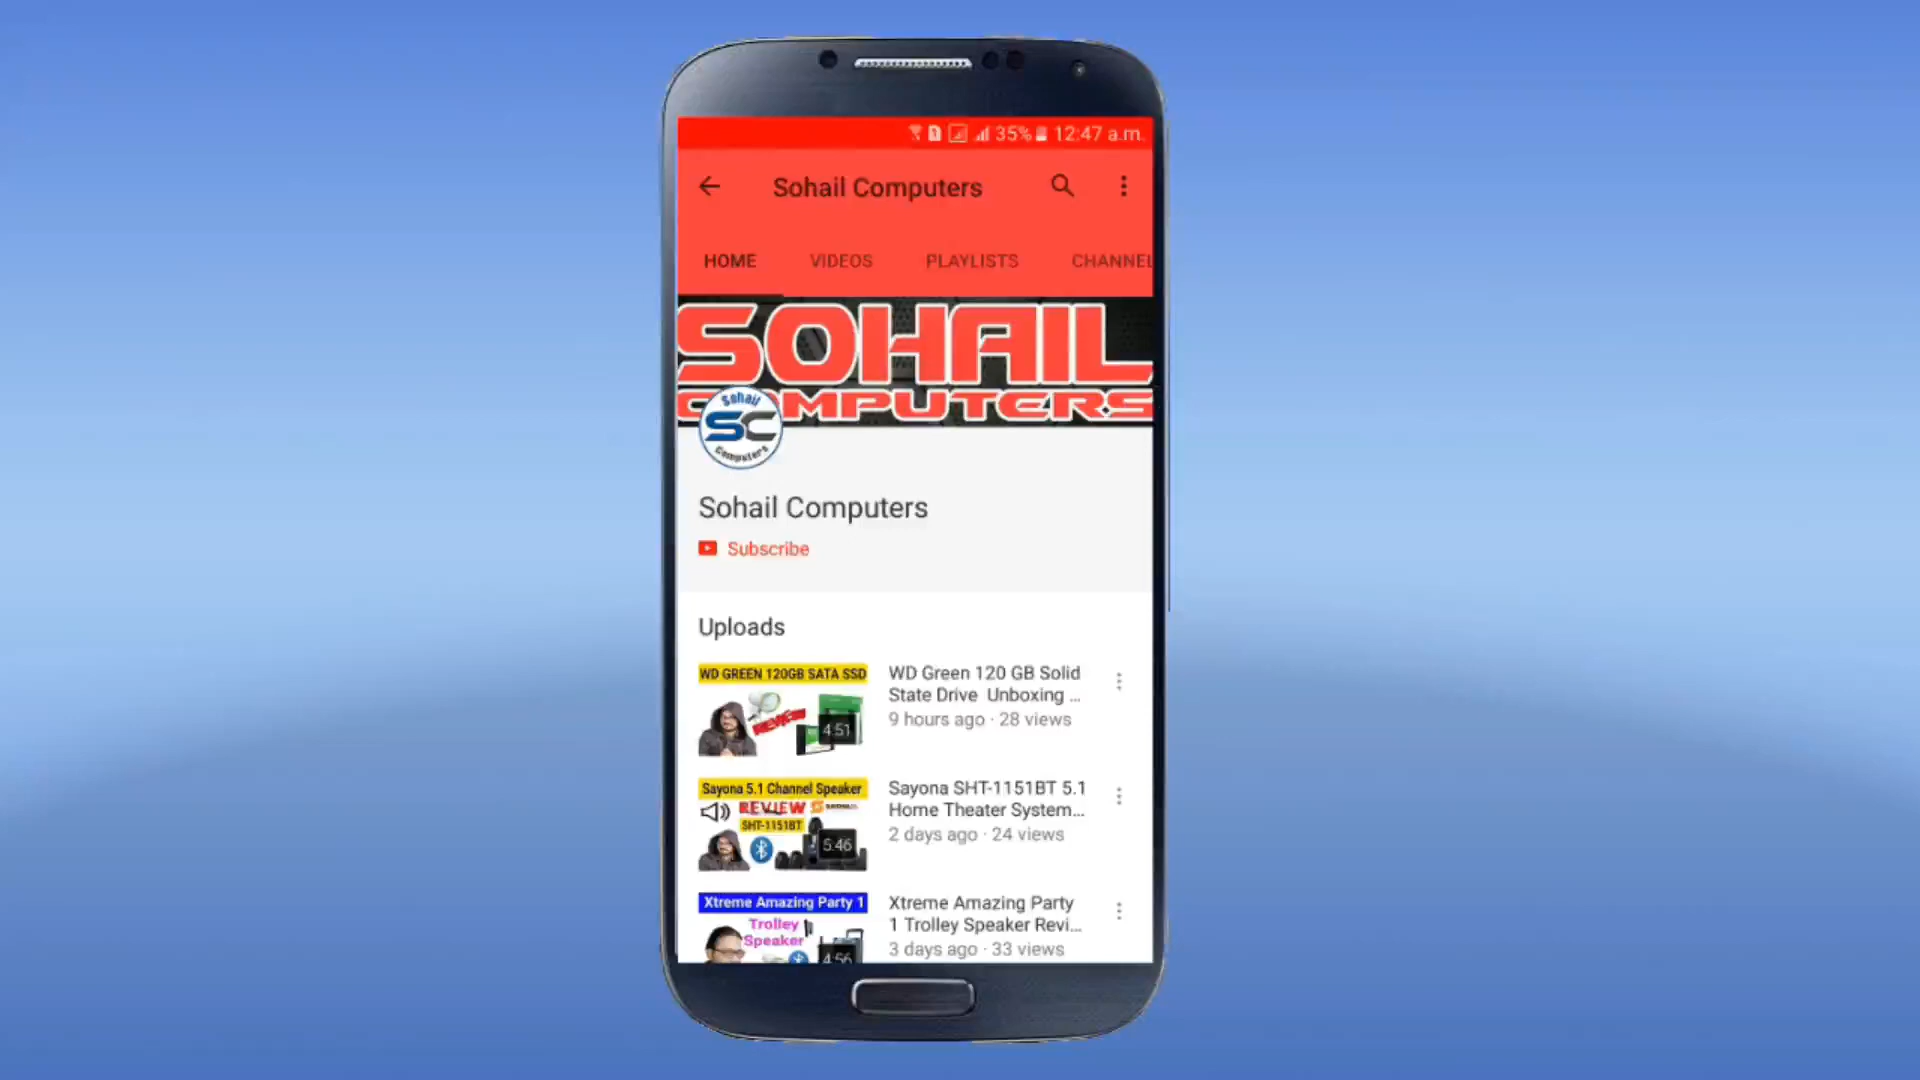 35% 12:47 a.m.
Sohail Computers
HOME VIDEOS PLAYLISTS CHANNEL
SOHAIL
COMPUTERS
Sohail
SC
Computers
Sohail Computers
Subscribe
Uploads
WD GREEN 120GB SATA SSD
REVIEW
4:51
WD Green 120 GB Solid
State Drive Unboxing ...
9 hours ago · 28 views
Sayona 5.1 Channel Speaker
REVIEW
SHT-1151BT
5:46
Sayona SHT-1151BT 5.1
Home Theater System...
2 days ago · 24 views
Xtreme Amazing Party 1
Trolley
Speaker
4:56
Xtreme Amazing Party
1 Trolley Speaker Revi...
3 days ago · 33 views